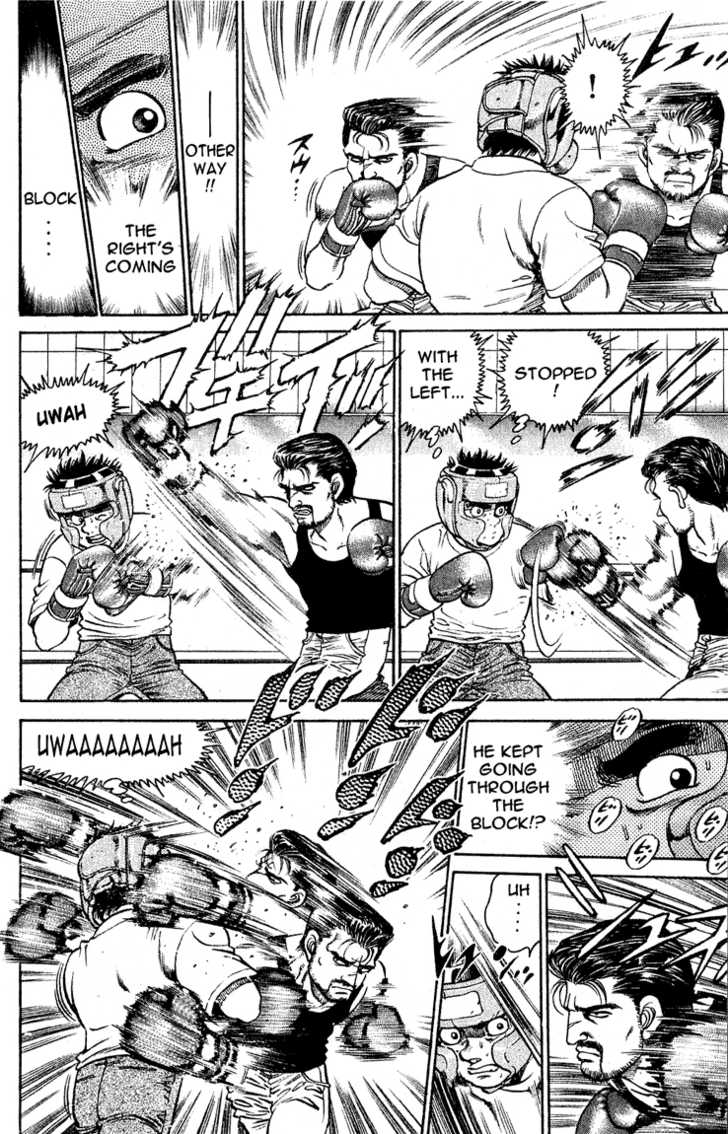 !
—
OTHER
WAY!!
THE
RIGHT'S
COMING
BLOCK
....
STOPPED
!
WITH
THE
LEFT...
UWAH
HE KEPT
GOING
THROUGH
THE
BLOCK!?
UH
....
UWAAAAAAAAH